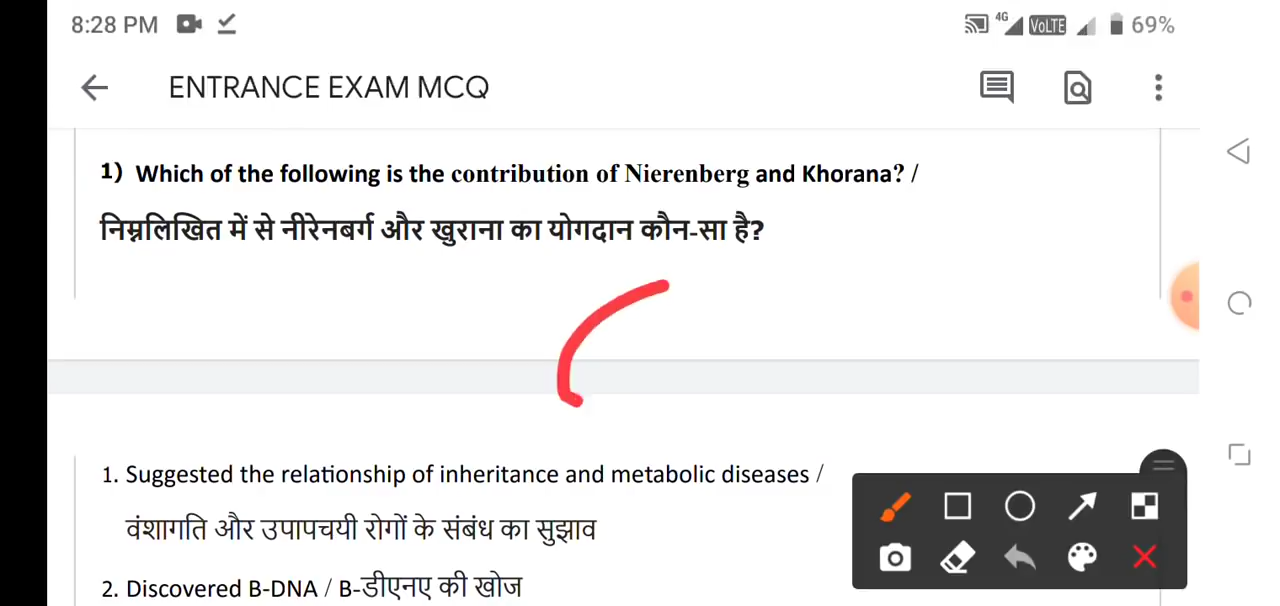 8:28 PM 4G VoLTE 69%
ENTRANCE EXAM MCQ
1) Which of the following is the contribution of Nierenberg and Khorana? /
निम्नलिखित में से नीरेनबर्ग और खुराना का योगदान कौन-सा है?
1. Suggested the relationship of inheritance and metabolic diseases /
वंशागति और उपापचयी रोगों के संबंध का सुझाव
2. Discovered B-DNA / B-डीएनए की खोज